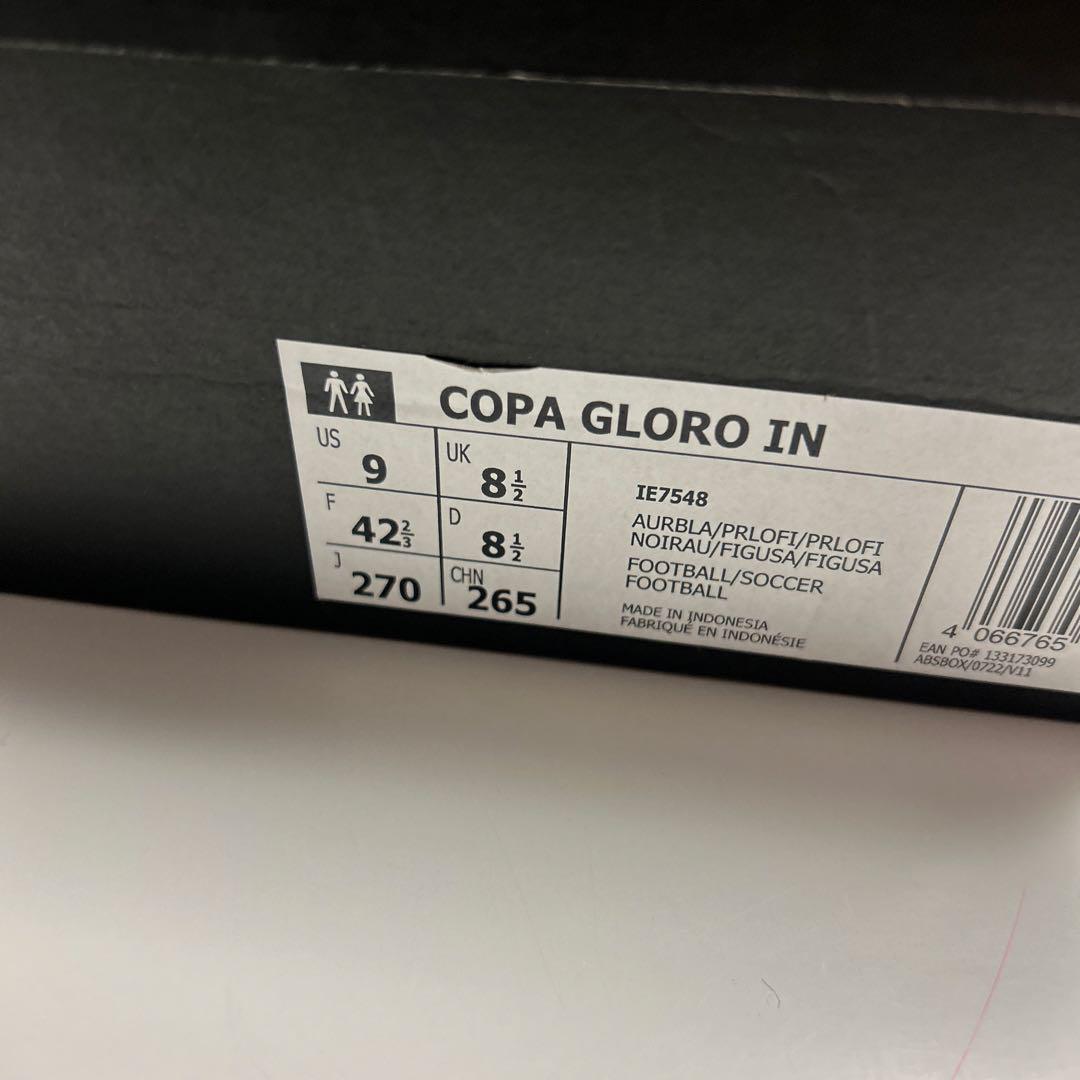 COPA GLORO IN
US 9
UK 8 1/2
F 42 2/3
D 8 1/2
J 270
CHN 265
IE7548
AURBLA/PRLOFI/PRLOFI
NOIRAU/FIGUSA/FIGUSA
FOOTBALL/SOCCER
FOOTBALL
MADE IN INDONESIA
FABRIQUÉ EN INDONÉSIE
4 066765
EAN PO# 133173099
ABSBOX/0722/V11